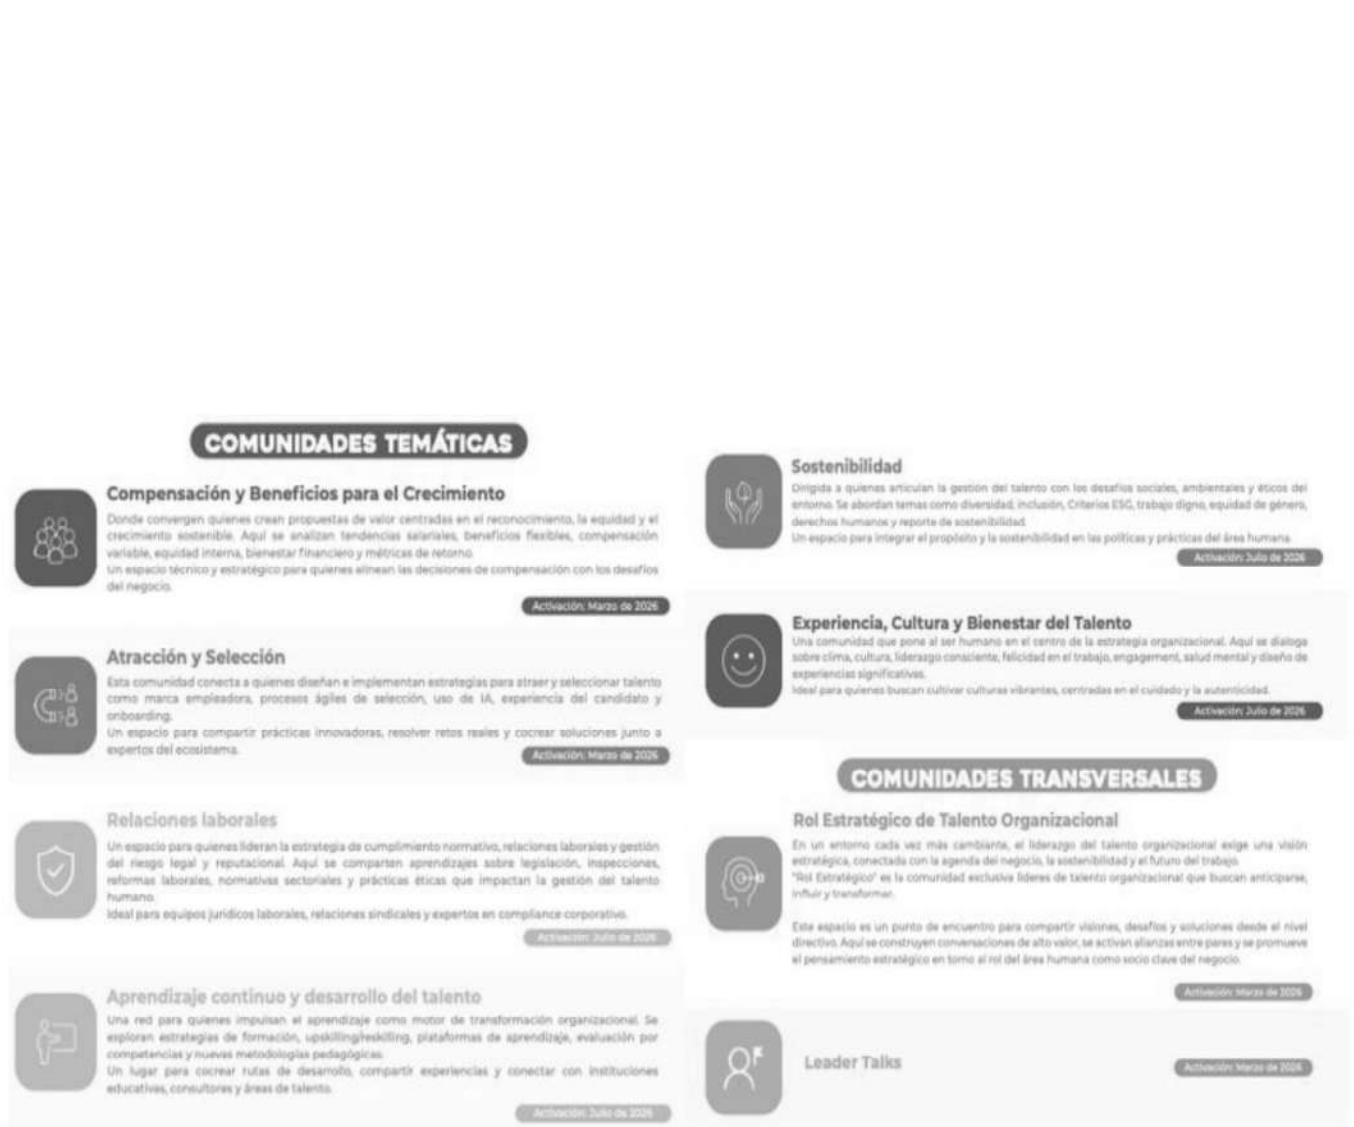 COMUNIDADES TEMÁTICAS
Compensación y Beneficios para el Crecimiento
Donde convergen quienes crean propuestas de valor centradas en el reconocimiento, la equidad y el
crecimiento sostenible. Aquí se analizan tendencias salariales, beneficios flexibles, compensación
variable, equidad interna, bienestar financiero y métricas de retorno.
Un espacio técnico y estratégico para quienes alinean las decisiones de compensación con los desafíos
del negocio.
Activación: Marzo de 2026
Atracción y Selección
Esta comunidad conecta a quienes diseñan e implementan estrategias para atraer y seleccionar talento
como marca empleadora, procesos ágiles de selección, uso de IA, experiencia del candidato y
onboarding.
Un espacio para compartir prácticas innovadoras, resolver retos reales y cocrear soluciones junto a
expertos del ecosistema.
Activación: Marzo de 2026
Relaciones laborales
Un espacio para quienes lideran la estrategia de cumplimiento normativo, relaciones laborales y gestión
del riesgo legal y reputacional. Aquí se comparten aprendizajes sobre legislación, inspecciones,
reformas laborales, normativas sectoriales y prácticas éticas que impactan la gestión del talento
humano.
Ideal para equipos jurídicos laborales, relaciones sindicales y expertos en compliance corporativo.
Activación: Julio de 2026
Aprendizaje continuo y desarrollo del talento
Una red para quienes impulsan el aprendizaje como motor de transformación organizacional. Se
exploran estrategias de formación, upskilling/reskilling, plataformas de aprendizaje, evaluación por
competencias y nuevas metodologías pedagógicas.
Un lugar para cocrear rutas de desarrollo, compartir experiencias y conectar con instituciones
educativas, consultores y áreas de talento.
Activación: Julio de 2026
Sostenibilidad
Dirigida a quienes articulan la gestión del talento con los desafíos sociales, ambientales y éticos del
entorno. Se abordan temas como diversidad, inclusión, Criterios ESG, trabajo digno, equidad de género,
derechos humanos y reporte de sostenibilidad.
Un espacio para integrar el propósito y la sostenibilidad en las políticas y prácticas del área humana.
Activación: Julio de 2026
Experiencia, Cultura y Bienestar del Talento
Una comunidad que pone al ser humano en el centro de la estrategia organizacional. Aquí se dialoga
sobre clima, cultura, liderazgo consciente, felicidad en el trabajo, engagement, salud mental y diseño de
experiencias significativas.
Ideal para quienes buscan cultivar culturas vibrantes, centradas en el cuidado y la autenticidad.
Activación: Julio de 2026
COMUNIDADES TRANSVERSALES
Rol Estratégico de Talento Organizacional
En un entorno cada vez más cambiante, el liderazgo del talento organizacional exige una visión
estratégica, conectada con la agenda del negocio, la sostenibilidad y el futuro del trabajo.
"Rol Estratégico" es la comunidad exclusiva líderes de talento organizacional que buscan anticiparse,
influir y transformar.
Este espacio es un punto de encuentro para compartir visiones, desafíos y soluciones desde el nivel
directivo. Aquí se construyen conversaciones de alto valor, se activan alianzas entre pares y se promueve
el pensamiento estratégico en torno al rol del área humana como socio clave del negocio.
Activación: Marzo de 2026
Leader Talks
Activación: Marzo de 2026